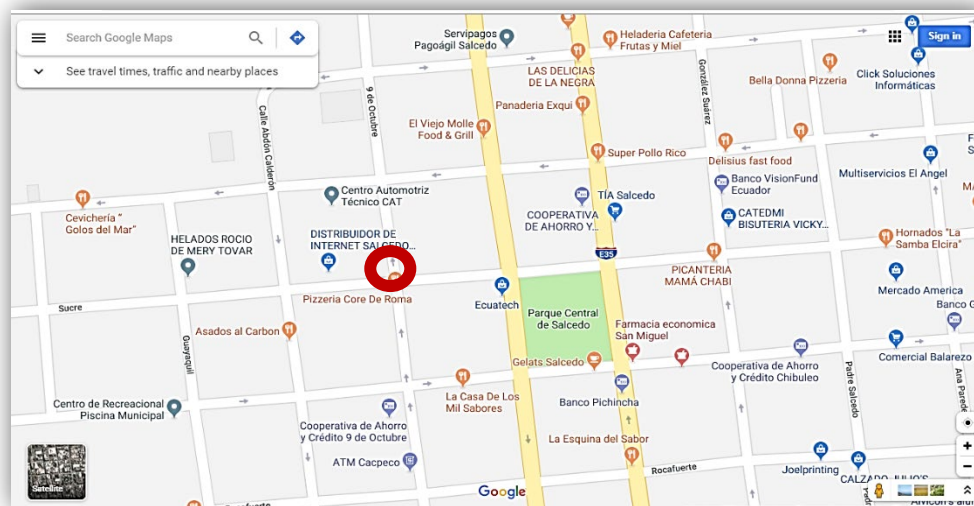 Search Google Maps
See travel times, traffic and nearby places
Servipagos
Pagoágil Salcedo
Heladeria Cafeteria
Frutas y Miel
Sign in
LAS DELICIAS
DE LA NEGRA
Bella Donna Pizzeria
Click Soluciones
Informáticas
González Suárez
9 de Octubre
Calle Abdón Calderón
Panaderia Exqui
El Viejo Molle
Food & Grill
Super Pollo Rico
Delisius fast food
Multiservicios El Angel
Banco VisionFund
Ecuador
Centro Automotriz
Técnico CAT
TÍA Salcedo
COOPERATIVA
DE AHORRO Y...
CATEDMI
BISUTERIA VICKY...
Cevichería "
Golos del Mar"
HELADOS ROCIO
DE MERY TOVAR
DISTRIBUIDOR DE
INTERNET SALCEDO...
Hornados "La
Samba Elcira"
E35
PICANTERIA
MAMÁ CHABI
Ecuatech
Mercado America
Banco G
Pizzeria Core De Roma
Sucre
Parque Central
de Salcedo
Farmacia economica
San Miguel
Asados al Carbon
Guayaquil
Gelats Salcedo
Comercial Balarezo
Cooperativa de Ahorro
y Crédito Chibuleo
Padre Salcedo
Ana Parede
La Casa De Los
Mil Sabores
Banco Pichincha
Centro de Recreacional
Piscina Municipal
Cooperativa de Ahorro
y Crédito 9 de Octubre
La Esquina del Sabor
ATM Cacpeco
Rocafuerte
Joelprinting
CALZADO JULIO'S
Satellite
Google
Rocafuerte